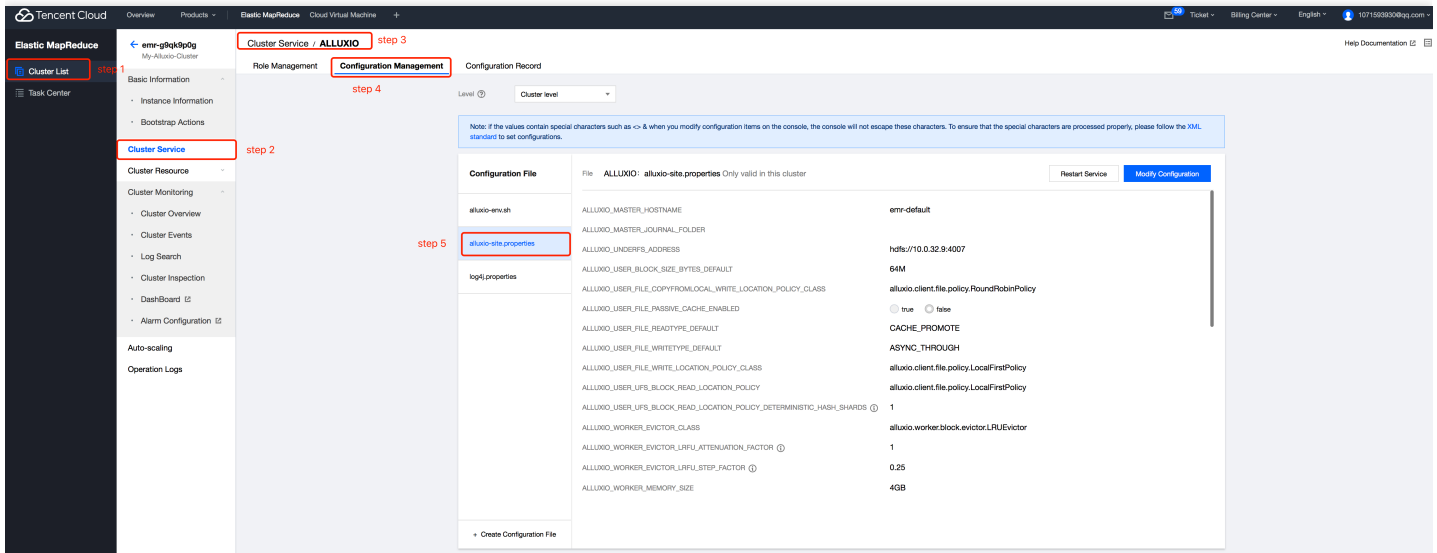 Tencent Cloud Overview Products Elastic MapReduce Cloud Virtual Machine + 59 Ticket Billing Center English 1071593930@qq.com
Elastic MapReduce
Cluster List step 1
Task Center
emr-g9qk9p0g
My-Alluxio-Cluster
Basic Information
Instance Information
Bootstrap Actions
Cluster Service step 2
Cluster Resource
Cluster Monitoring
Cluster Overview
Cluster Events
Log Search
Cluster Inspection
DashBoard
Alarm Configuration
Auto-scaling
Operation Logs
Cluster Service / ALLUXIO step 3
Help Documentation
Role Management Configuration Management Configuration Record
step 4
Level Cluster level
Note: if the values contain special characters such as <> & when you modify configuration items on the console, the console will not escape these characters. To ensure that the special characters are processed properly, please follow the XML
standard to set configurations.
Configuration File
alluxio-env.sh
step 5 alluxio-site.properties
log4j.properties
+ Create Configuration File
File ALLUXIO: alluxio-site.properties Only valid in this cluster Restart Service Modify Configuration
ALLUXIO_MASTER_HOSTNAME emr-default
ALLUXIO_MASTER_JOURNAL_FOLDER
ALLUXIO_UNDERFS_ADDRESS hdfs://10.0.32.9:4007
ALLUXIO_USER_BLOCK_SIZE_BYTES_DEFAULT 64M
ALLUXIO_USER_FILE_COPYFROMLOCAL_WRITE_LOCATION_POLICY_CLASS alluxio.client.file.policy.RoundRobinPolicy
ALLUXIO_USER_FILE_PASSIVE_CACHE_ENABLED true false
ALLUXIO_USER_FILE_READTYPE_DEFAULT CACHE_PROMOTE
ALLUXIO_USER_FILE_WRITETYPE_DEFAULT ASYNC_THROUGH
ALLUXIO_USER_FILE_WRITE_LOCATION_POLICY_CLASS alluxio.client.file.policy.LocalFirstPolicy
ALLUXIO_USER_UFS_BLOCK_READ_LOCATION_POLICY alluxio.client.file.policy.LocalFirstPolicy
ALLUXIO_USER_UFS_BLOCK_READ_LOCATION_POLICY_DETERMINISTIC_HASH_SHARDS 1
ALLUXIO_WORKER_EVICTOR_CLASS alluxio.worker.block.evictor.LRUEvictor
ALLUXIO_WORKER_EVICTOR_LRFU_ATTENUATION_FACTOR 1
ALLUXIO_WORKER_EVICTOR_LRFU_STEP_FACTOR 0.25
ALLUXIO_WORKER_MEMORY_SIZE 4GB